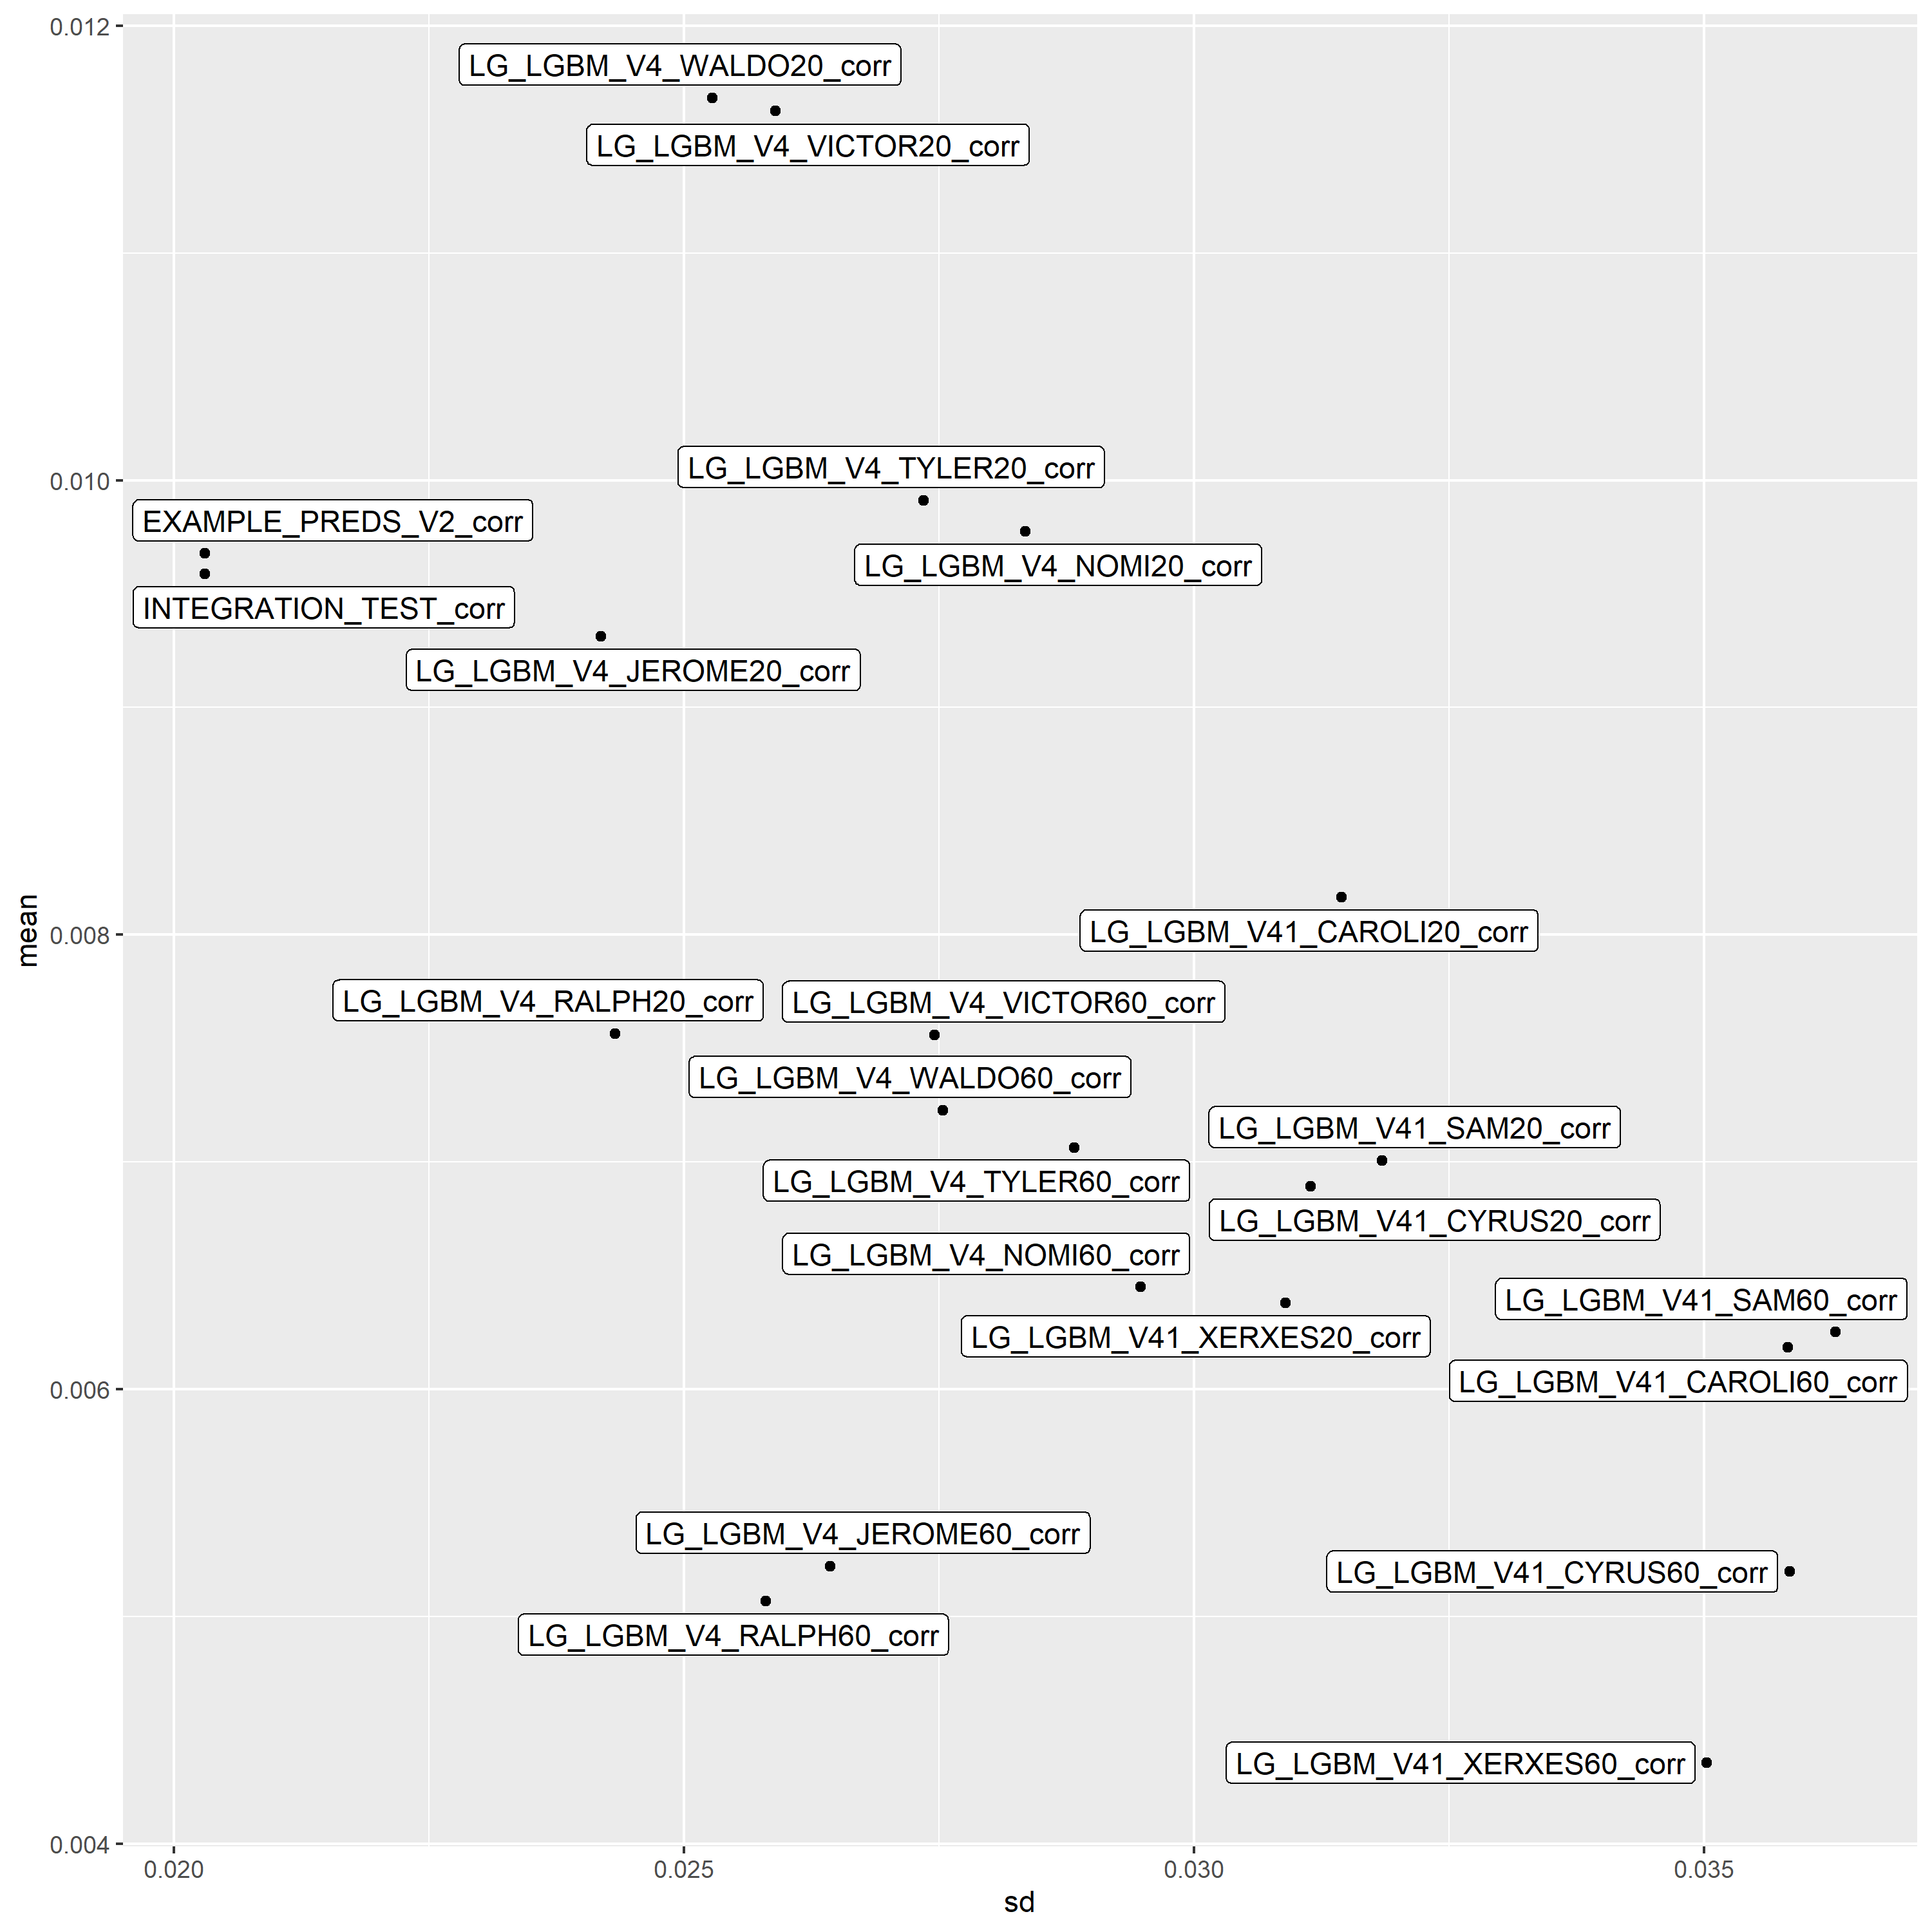 0.012
LG_LGBM_V4_WALDO20_corr
LG_LGBM_V4_VICTOR20_corr
LG_LGBM_V4_TYLER20_corr
0.010
EXAMPLE_PREDS_V2_corr
LG_LGBM_V4_NOMI20_corr
INTEGRATION_TEST_corr
LG_LGBM_V4_JEROME20_corr
mean
0.008
LG_LGBM_V41_CAROLI20_corr
LG_LGBM_V4_RALPH20_corr
LG_LGBM_V4_VICTOR60_corr
LG_LGBM_V4_WALDO60_corr
LG_LGBM_V41_SAM20_corr
LG_LGBM_V4_TYLER60_corr
LG_LGBM_V41_CYRUS20_corr
LG_LGBM_V4_NOMI60_corr
LG_LGBM_V41_SAM60_corr
LG_LGBM_V41_XERXES20_corr
LG_LGBM_V41_CAROLI60_corr
0.006
LG_LGBM_V4_JEROME60_corr
LG_LGBM_V41_CYRUS60_corr
LG_LGBM_V4_RALPH60_corr
LG_LGBM_V41_XERXES60_corr
0.004
0.020 0.025 0.030 0.035
sd